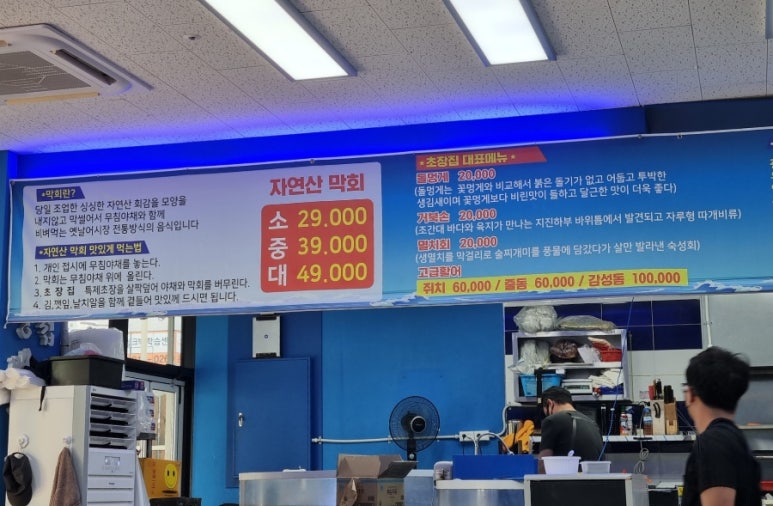 • 막회란?
당일 조업한 싱싱한 자연산 회감을 모양을
내지않고 막썰어서 무침야채와 함께
비벼먹는 옛날어시장 전통방식의 음식입니다
• 자연산 막회 맛있게 먹는법
1. 개인 접시에 무침야채를 놓는다.
2. 막회는 무침야채 위에 올린다.
3. 초 장 집 특제초장을 살짝덮어 야채와 막회를 버무린다.
4. 김, 깻잎, 날치알을 함께 곁들어 맛있게 드시면 됩니다.
자연산 막회
소 29.000
중 39.000
대 49.000
• 초장집 대표메뉴 •
돌멍게 20,000
(돌멍게는 꽃멍게와 비교해서 붉은 돌기가 없고 어둡고 투박한
생김새이며 꽃멍게보다 비린맛이 들하고 달근한 맛이 더욱 좋다)
거북손 20,000
(조간대 바다와 육지가 만나는 지진하부 바위틈에서 발견되고 자루형 따개비류)
멸치회 20,000
(생멸치를 막걸리로 술찌개미를 풍물에 담갔다가 살만 발라낸 숙성회)
고급활어
쥐치 60,000 / 줄동 60,000 / 감성동 100,000